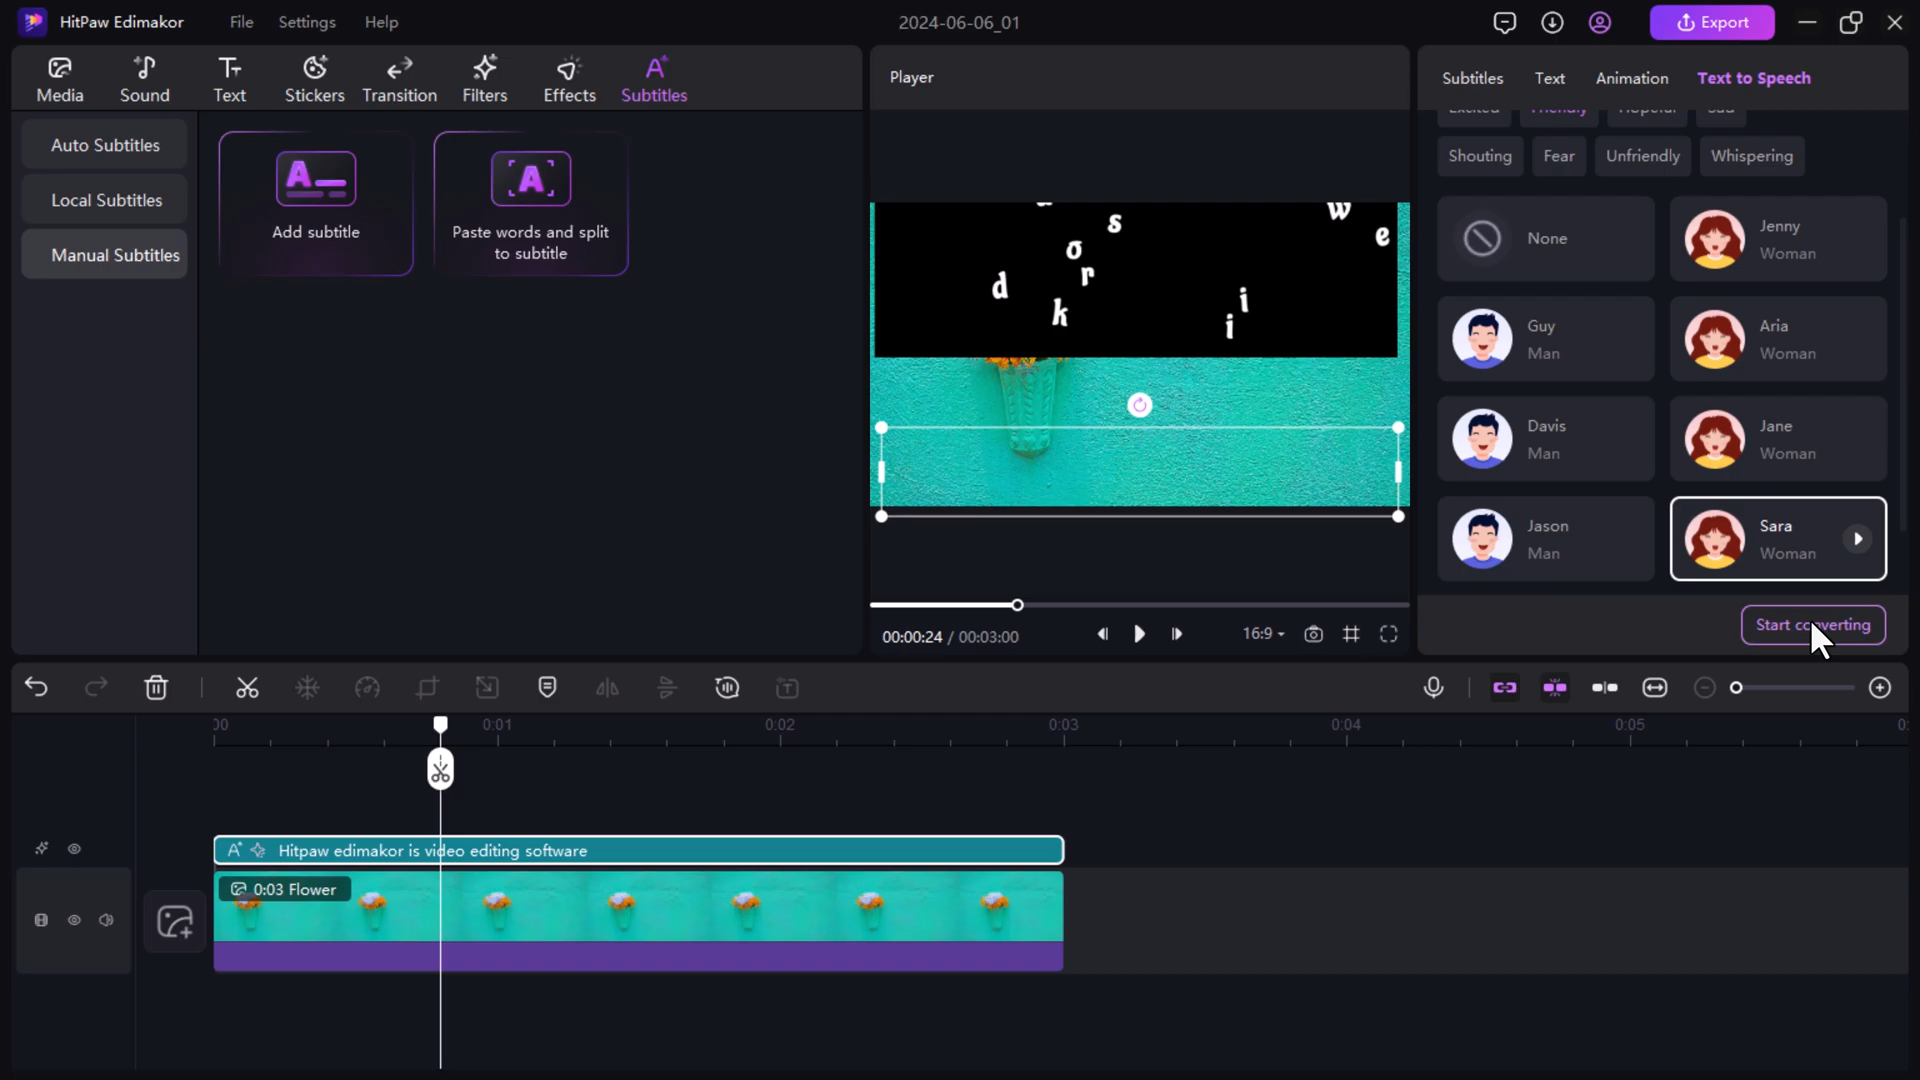 HitPaw Edimakor
File
Settings
Help
2024-06-06_01
Export
Media
Sound
Text
Stickers
Transition
Filters
Effects
Subtitles
Player
Subtitles
Text
Animation
Text to Speech
Auto Subtitles
Local Subtitles
Manual Subtitles
Add subtitle
Paste words and split
to subtitle
Excited
Friendly
Hopeful
Sad
Shouting
Fear
Unfriendly
Whispering
None
Jenny
Woman
Guy
Man
Aria
Woman
Davis
Man
Jane
Woman
Jason
Man
Sara
Woman
Start converting
s
w
e
o
r
d
k
i
i
00:00:24 / 00:03:00
16:9
0:01
0:02
0:03
0:04
0:05
Hitpaw edimakor is video editing software
0:03 Flower